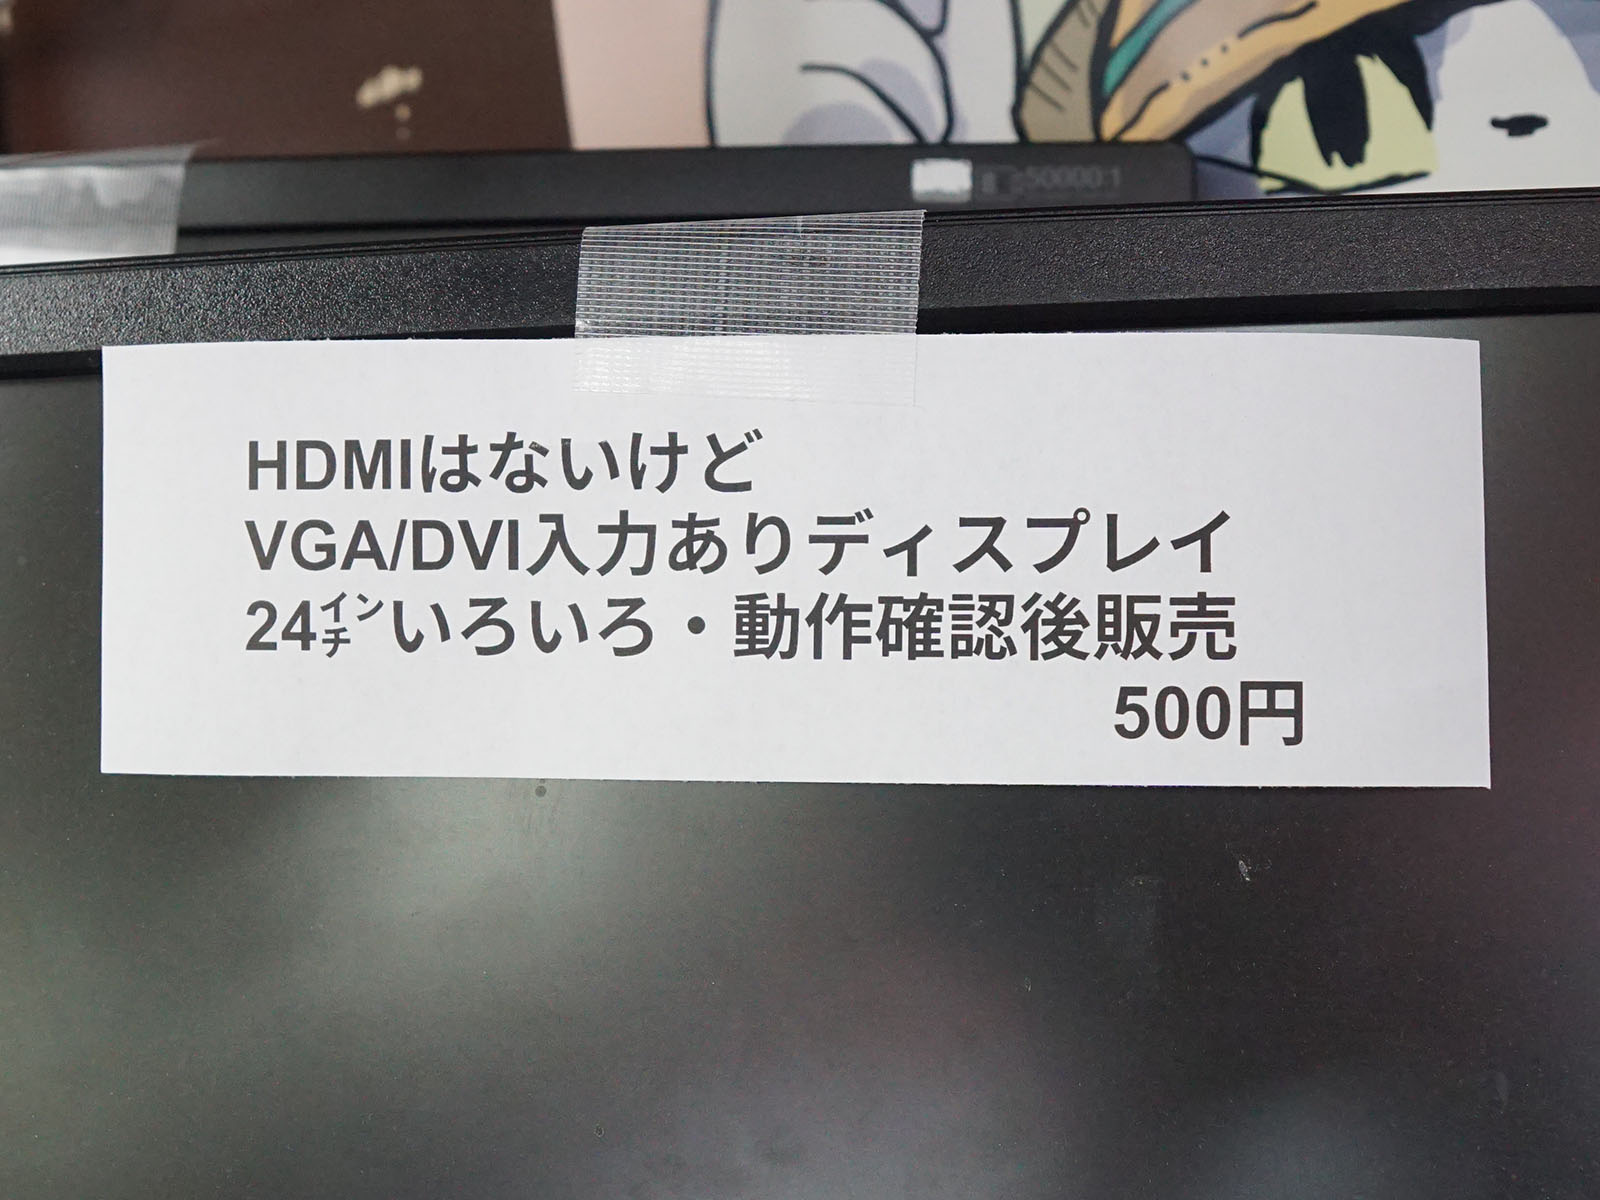 50000:1
HDMIはないけど
VGA/DVI入力ありディスプレイ
24㌅いろいろ・動作確認後販売
500円